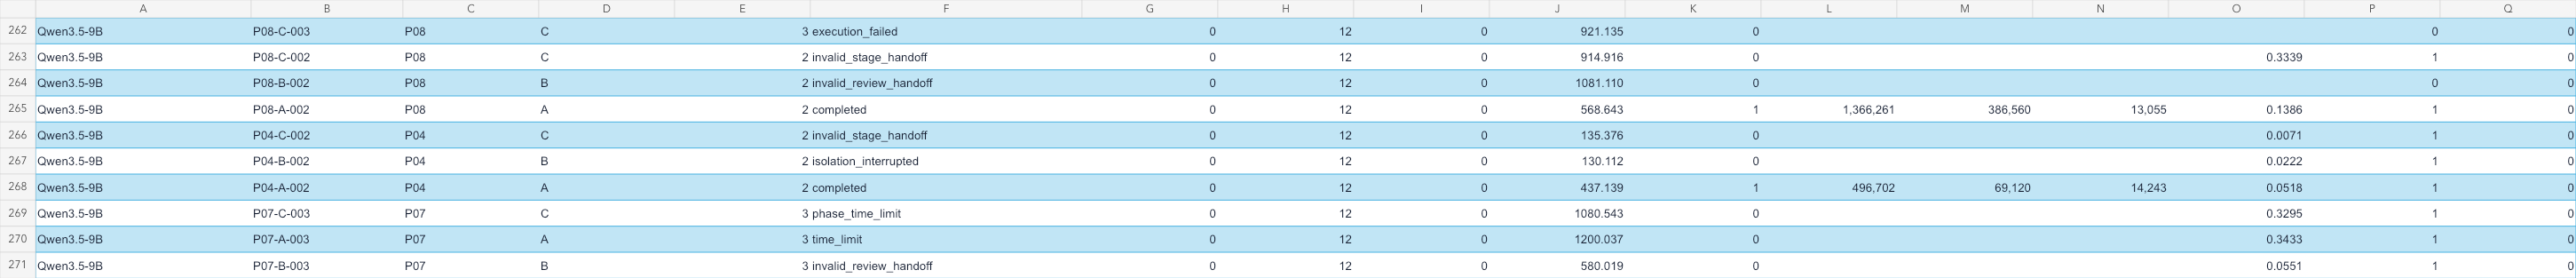 A B C D E F G H I J K L M N O P Q
262 Qwen3.5-9B P08-C-003 P08 C 3 execution_failed 0 12 0 921.135 0 0 0
263 Qwen3.5-9B P08-C-002 P08 C 2 invalid_stage_handoff 0 12 0 914.916 0 0.3339 1 0
264 Qwen3.5-9B P08-B-002 P08 B 2 invalid_review_handoff 0 12 0 1081.110 0 0 0
265 Qwen3.5-9B P08-A-002 P08 A 2 completed 0 12 0 568.643 1 1,366,261 386,560 13,055 0.1386 1 0
266 Qwen3.5-9B P04-C-002 P04 C 2 invalid_stage_handoff 0 12 0 135.376 0 0.0071 1 0
267 Qwen3.5-9B P04-B-002 P04 B 2 isolation_interrupted 0 12 0 130.112 0 0.0222 1 0
268 Qwen3.5-9B P04-A-002 P04 A 2 completed 0 12 0 437.139 1 496,702 69,120 14,243 0.0518 1 0
269 Qwen3.5-9B P07-C-003 P07 C 3 phase_time_limit 0 12 0 1080.543 0 0.3295 1 0
270 Qwen3.5-9B P07-A-003 P07 A 3 time_limit 0 12 0 1200.037 0 0.3433 1 0
271 Qwen3.5-9B P07-B-003 P07 B 3 invalid_review_handoff 0 12 0 580.019 0 0.0551 1 0